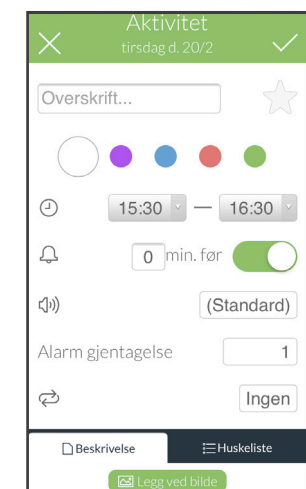 Aktivitet
tirsdag d. 20/2
Overskrift...
15:30 — 16:30
0 min. før
(Standard)
Alarm gjentagelse 1
Ingen
Beskrivelse Huskeliste
Legg ved bilde